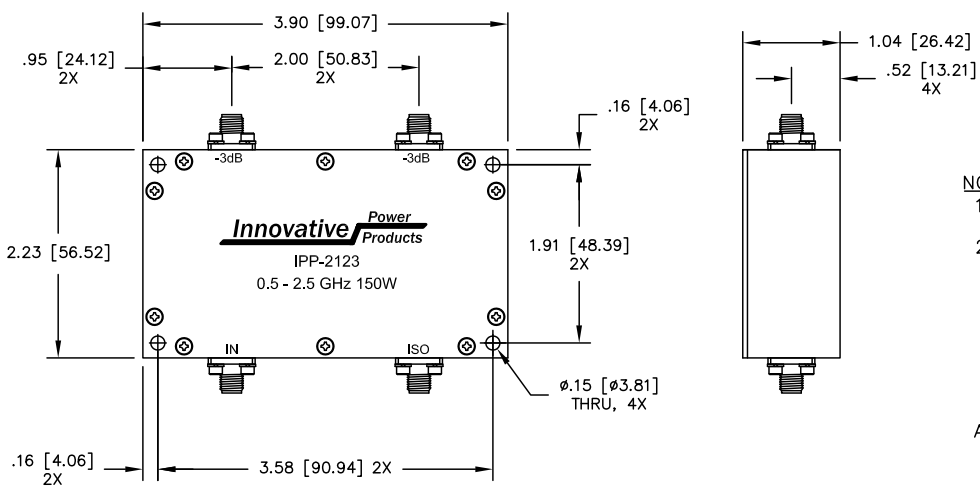 3.90 [99.07]
.95 [24.12]
2X
2.00 [50.83]
2X
.16 [4.06]
2X
-3dB
-3dB
2.23 [56.52]
Innovative Power Products
IPP-2123
0.5 - 2.5 GHz 150W
1.91 [48.39]
2X
IN
ISO
ø.15 [ø3.81]
THRU, 4X
.16 [4.06]
2X
3.58 [90.94] 2X
1.04 [26.42]
.52 [13.21]
4X
1
2
A